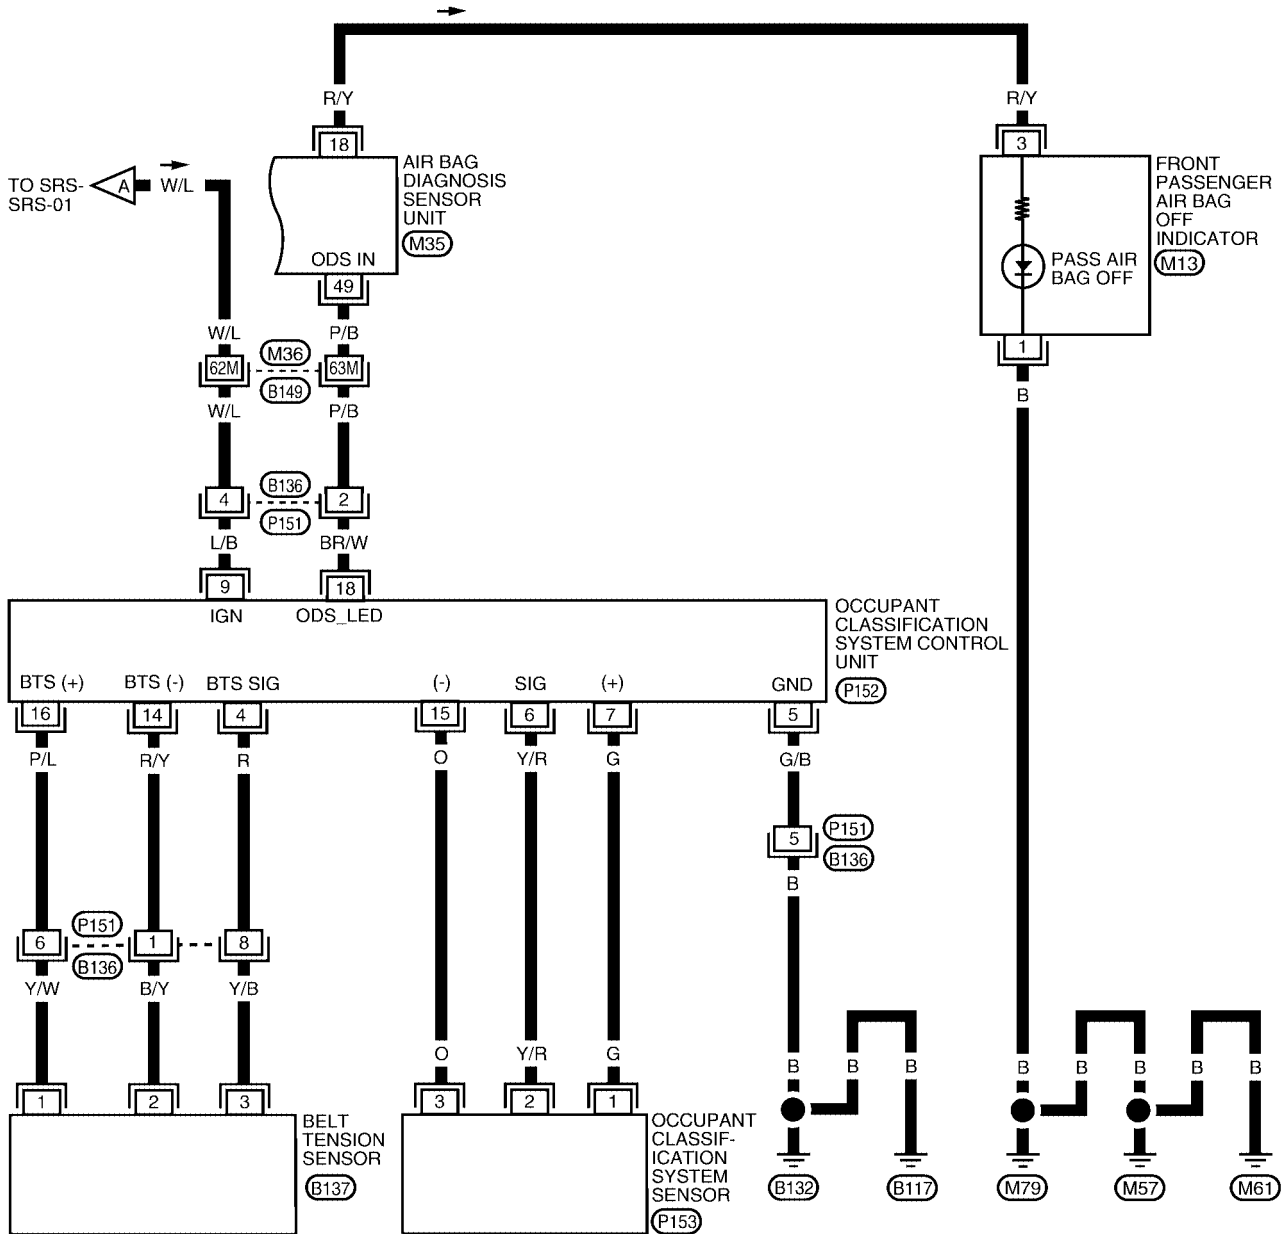 R/Y
R/Y
18
3
AIR BAG
DIAGNOSIS
SENSOR
UNIT
M35
FRONT
PASSENGER
AIR BAG
OFF
INDICATOR
M13
TO SRS-
SRS-01
A
W/L
ODS IN
PASS AIR
BAG OFF
49
1
W/L
P/B
B
62M
M36
B149
63M
W/L
P/B
4
B136
P151
2
L/B
BR/W
9
18
IGN
ODS_LED
OCCUPANT
CLASSIFICATION
SYSTEM CONTROL
UNIT
P152
BTS (+)
BTS (-)
BTS SIG
(-)
SIG
(+)
GND
16
14
4
15
6
7
5
P/L
R/Y
R
O
Y/R
G
G/B
5
P151
B136
B
6
P151
B136
1
8
Y/W
B/Y
Y/B
O
Y/R
G
B
B
B
B
B
B
B
B
1
2
3
BELT
TENSION
SENSOR
B137
3
2
1
OCCUPANT
CLASSIF-
ICATION
SYSTEM
SENSOR
P153
B132
B117
M79
M57
M61